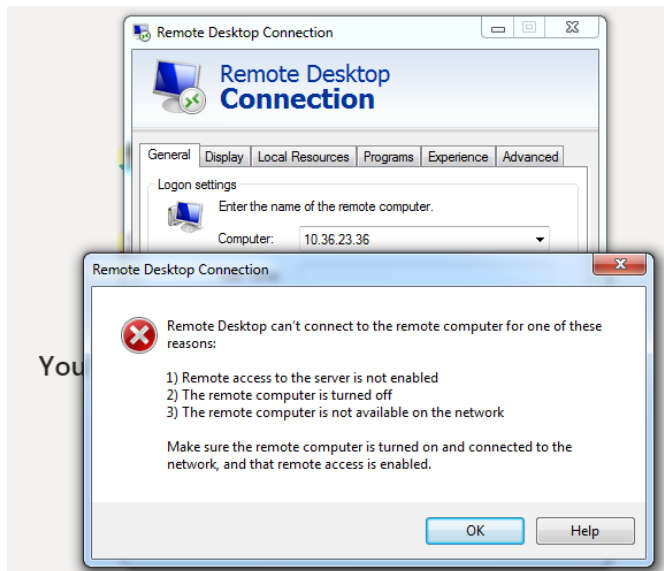 Remote Desktop Connection
Remote Desktop
Connection
General Display Local Resources Programs Experience Advanced
Logon settings
Enter the name of the remote computer.
Computer: 10.36.23.36
Remote Desktop Connection
Remote Desktop can't connect to the remote computer for one of these
reasons:
You
1) Remote access to the server is not enabled
2) The remote computer is turned off
3) The remote computer is not available on the network
Make sure the remote computer is turned on and connected to the
network, and that remote access is enabled.
OK Help